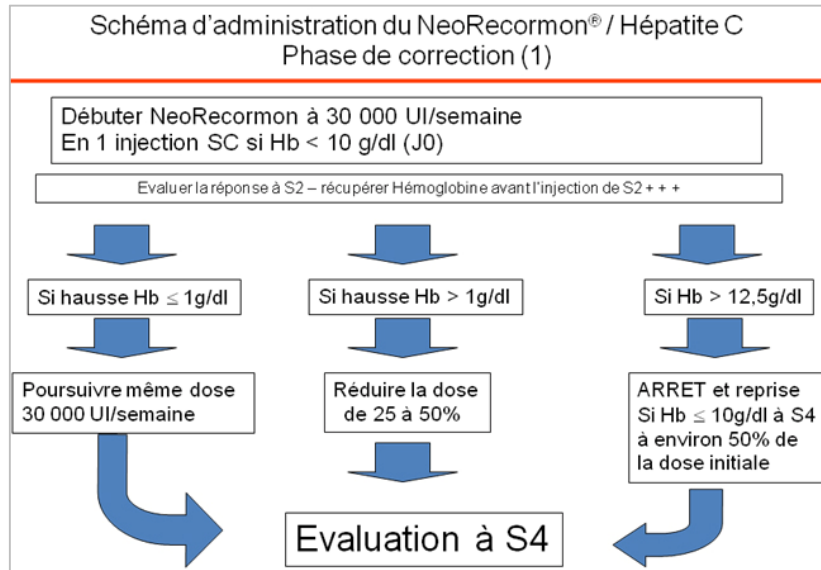 Schéma d'administration du NeoRecormon® / Hépatite C
Phase de correction (1)
Débuter NeoRecormon à 30 000 UI/semaine
En 1 injection SC si Hb < 10 g/dl (J0)
Evaluer la réponse à S2 – récupérer Hémoglobine avant l'injection de S2 + + +
Si hausse Hb ≤ 1g/dl
Si hausse Hb > 1g/dl
Si Hb > 12,5g/dl
Poursuivre même dose
30 000 UI/semaine
Réduire la dose
de 25 à 50%
ARRET et reprise
Si Hb ≤ 10g/dl à S4
à environ 50% de
la dose initiale
Evaluation à S4